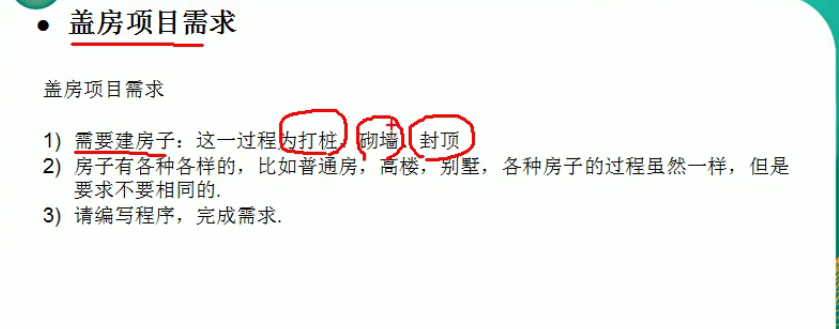 ● 盖房项目需求
盖房项目需求
1) 需要建房子：这一过程为打桩、砌墙、封顶
2) 房子有各种各样的，比如普通房，高楼，别墅，各种房子的过程虽然一样，但是
要求不要相同的.
3) 请编写程序，完成需求.